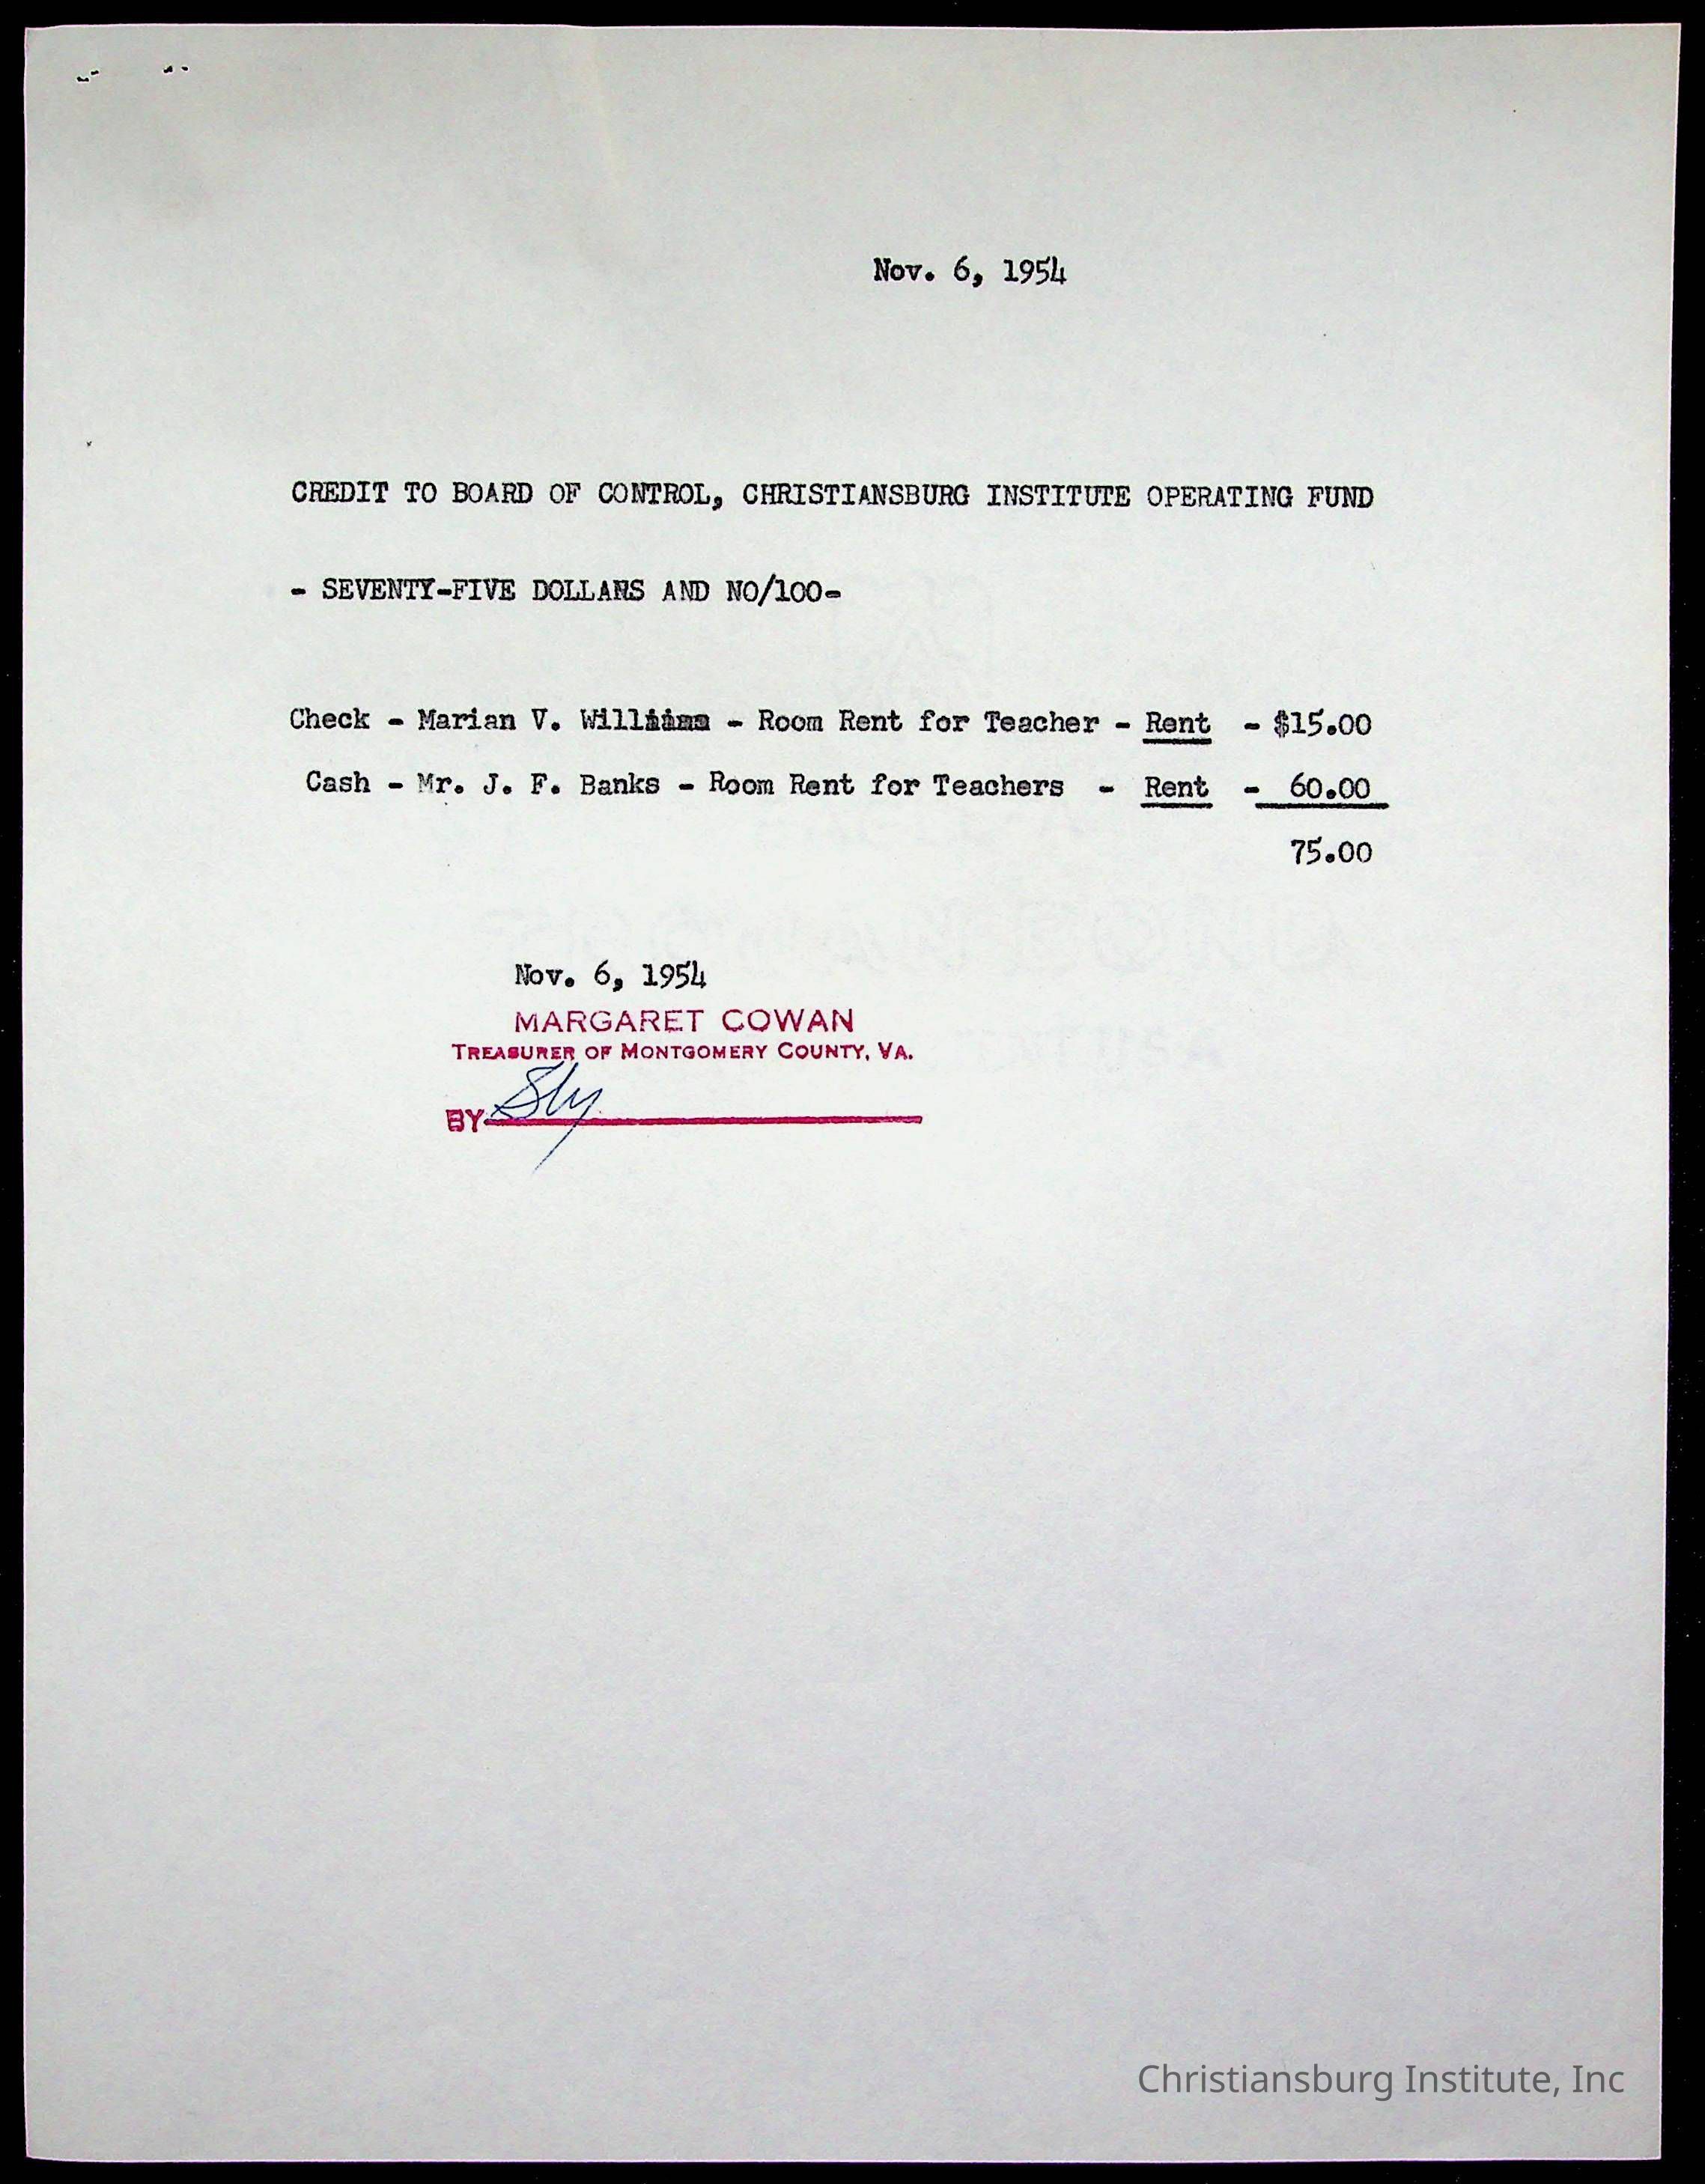 Nov. 6, 1954
CREDIT TO BOARD OF CONTROL, CHRISTIANSBURG INSTITUTE OPERATING FUND
- SEVENTY-FIVE DOLLARS AND NO/100-
Check - Marian V. Williams - Room Rent for Teacher - Rent - $15.00
Cash - Mr. J. F. Banks - Room Rent for Teachers - Rent - 60.00
75.00
Nov. 6, 1954
MARGARET COWAN
TREASURER OF MONTGOMERY COUNTY, VA.
BY
Christiansburg Institute, Inc